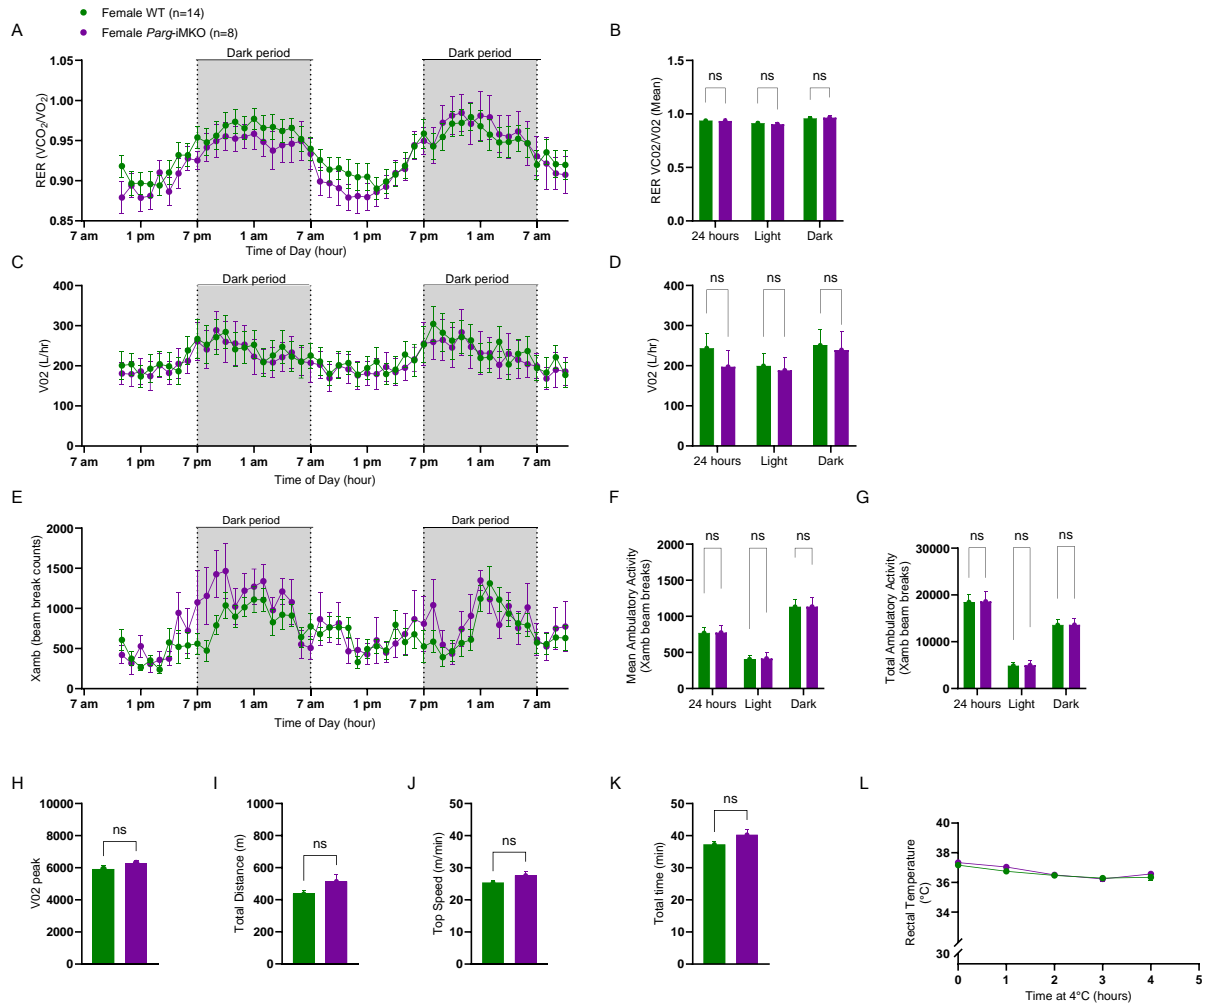 Female WT (n=14)
Female Parg-iMKO (n=8)
A
Dark period
Dark period
RER (VCO2/VO2)
1.05
1.00
0.95
0.90
0.85
7 am
1 pm
7 pm
1 am
7 am
1 pm
7 pm
1 am
7 am
Time of Day (hour)
B
RER VC02/V02 (Mean)
1.5
1.0
0.5
0.0
ns
ns
ns
24 hours
Light
Dark
C
Dark period
Dark period
V02 (L/hr)
400
300
200
100
0
7 am
1 pm
7 pm
1 am
7 am
1 pm
7 pm
1 am
7 am
Time of Day (hour)
D
V02 (L/hr)
400
300
200
100
0
ns
ns
ns
24 hours
Light
Dark
E
Dark period
Dark period
Xamb (beam break counts)
2000
1500
1000
500
0
7 am
1 pm
7 pm
1 am
7 am
1 pm
7 pm
1 am
7 am
Time of Day (hour)
F
Mean Ambulatory Activity
(Xamb beam breaks)
2000
1500
1000
500
0
ns
ns
ns
24 hours
Light
Dark
G
Total Ambulatory Activity
(Xamb beam breaks)
30000
20000
10000
0
ns
ns
ns
24 hours
Light
Dark
H
V02 peak
10000
8000
6000
4000
2000
0
ns
I
Total Distance (m)
1000
800
600
400
200
0
ns
J
Top Speed (m/min)
50
40
30
20
10
0
ns
K
Total time (min)
50
40
30
20
10
0
ns
L
Rectal Temperature
(°C)
40
38
36
34
30
0
1
2
3
4
5
Time at 4°C (hours)